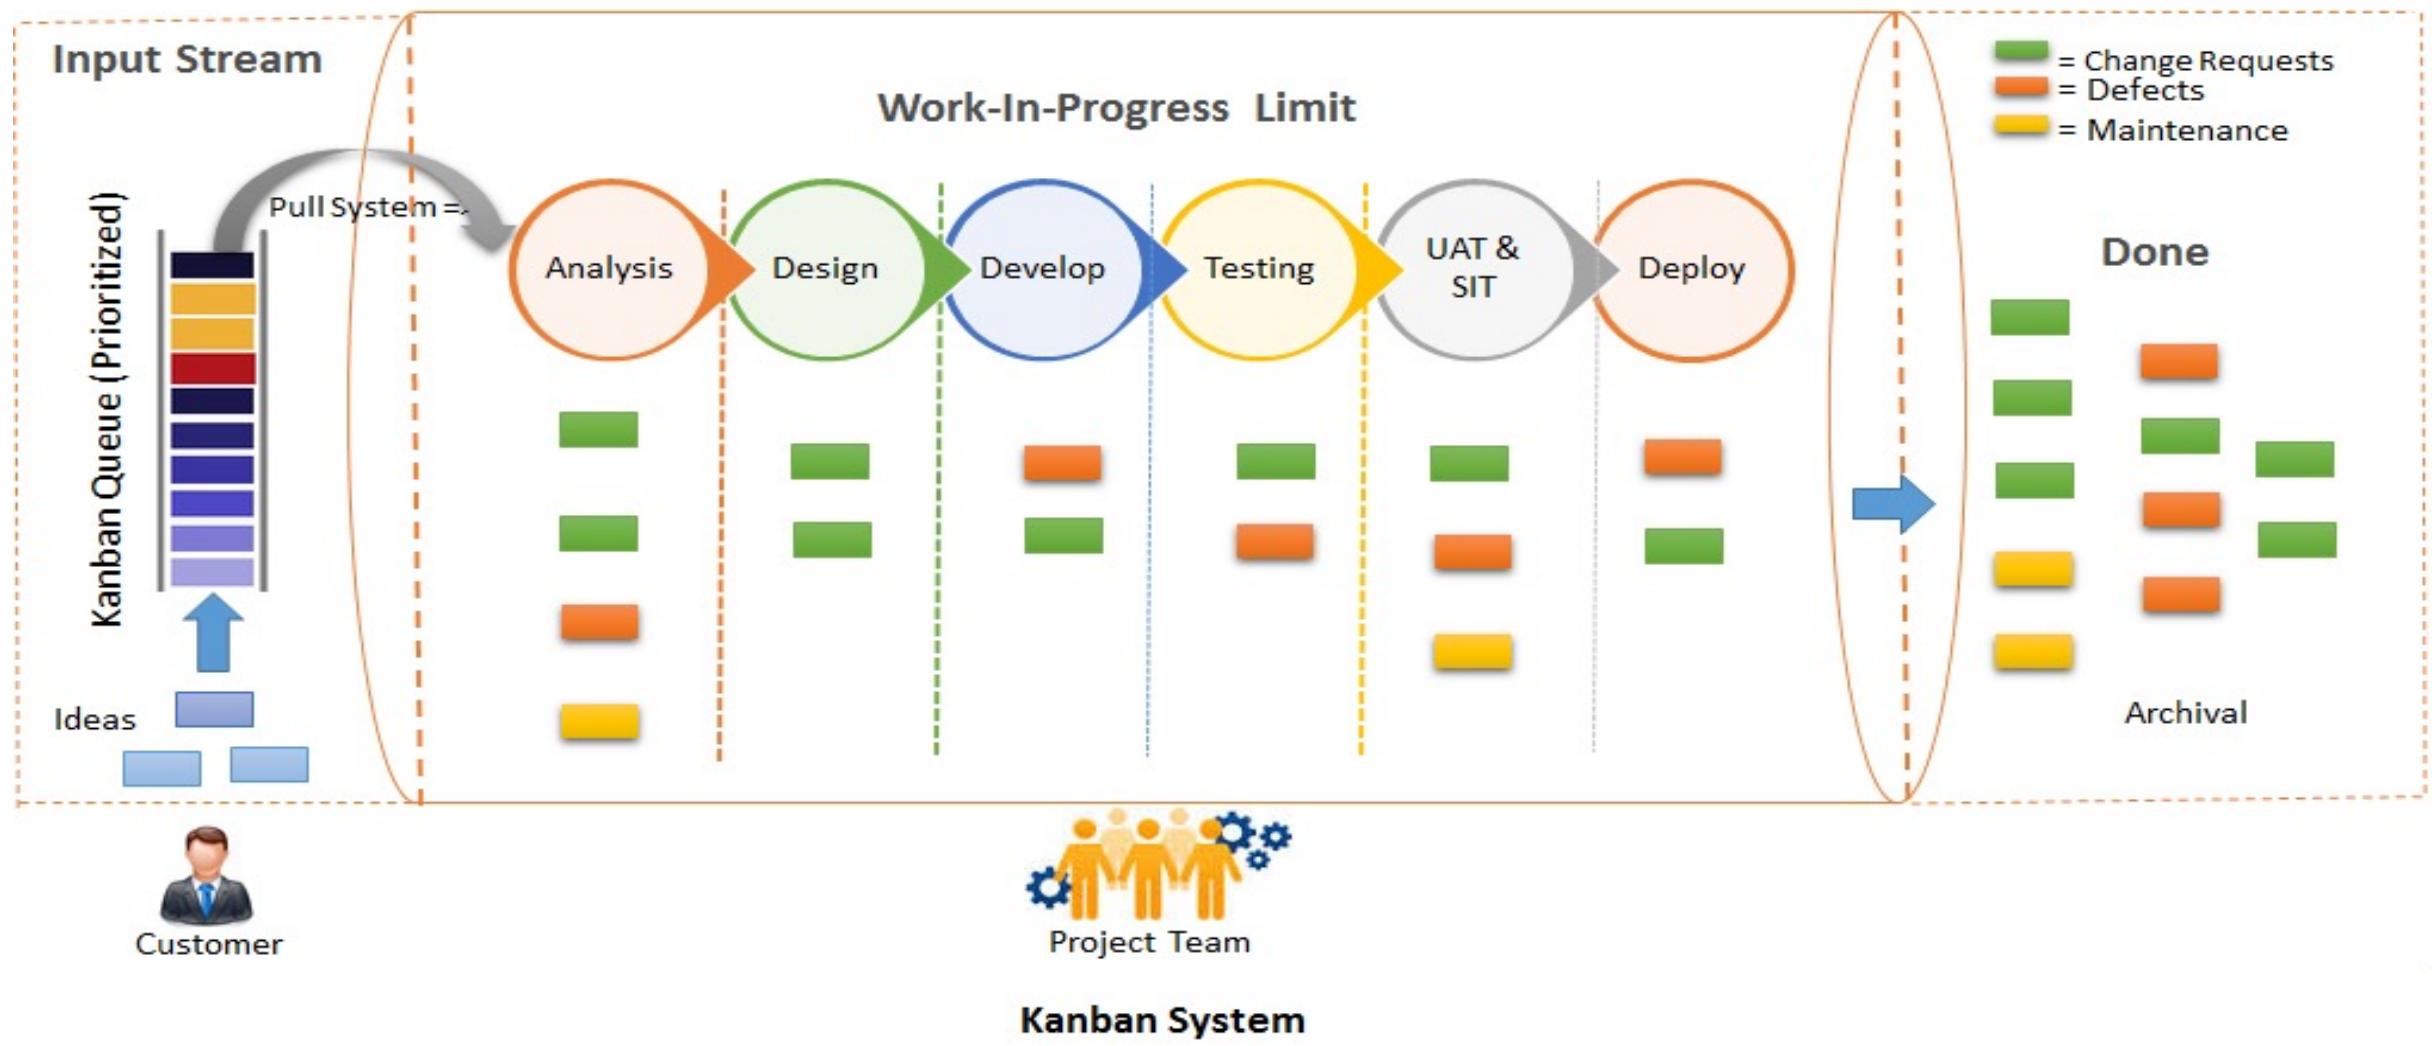 Input Stream
Work-In-Progress Limit
= Change Requests
= Defects
= Maintenance
Kanban Queue (Prioritized)
Pull System =>
Analysis
Design
Develop
Testing
UAT &
SIT
Deploy
Done
Ideas
Archival
Customer
Project Team
Kanban System